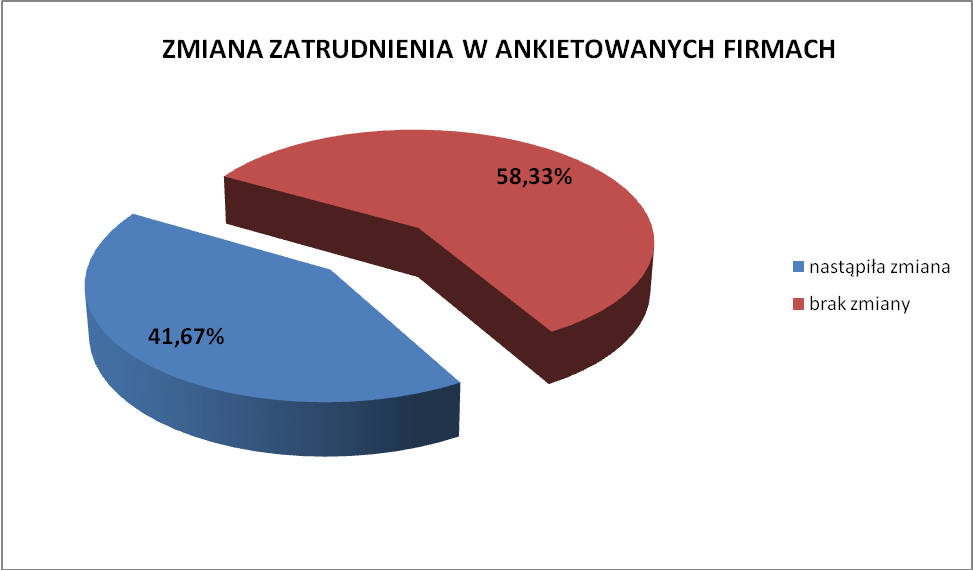 ZMIANA ZATRUDNIENIA W ANKIETOWANYCH FIRMACH
58,33%
nastąpiła zmiana
brak zmiany
41,67%